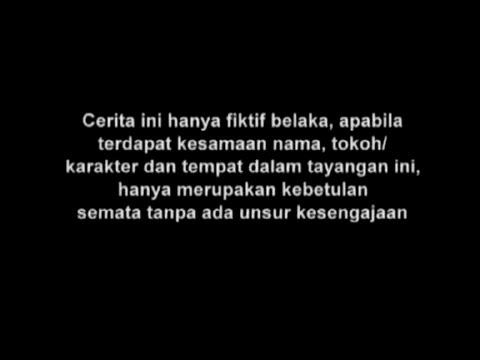 Cerita ini hanya fiktif belaka, apabila
terdapat kesamaan nama, tokoh/
karakter dan tempat dalam tayangan ini,
hanya merupakan kebetulan
semata tanpa ada unsur kesengajaan